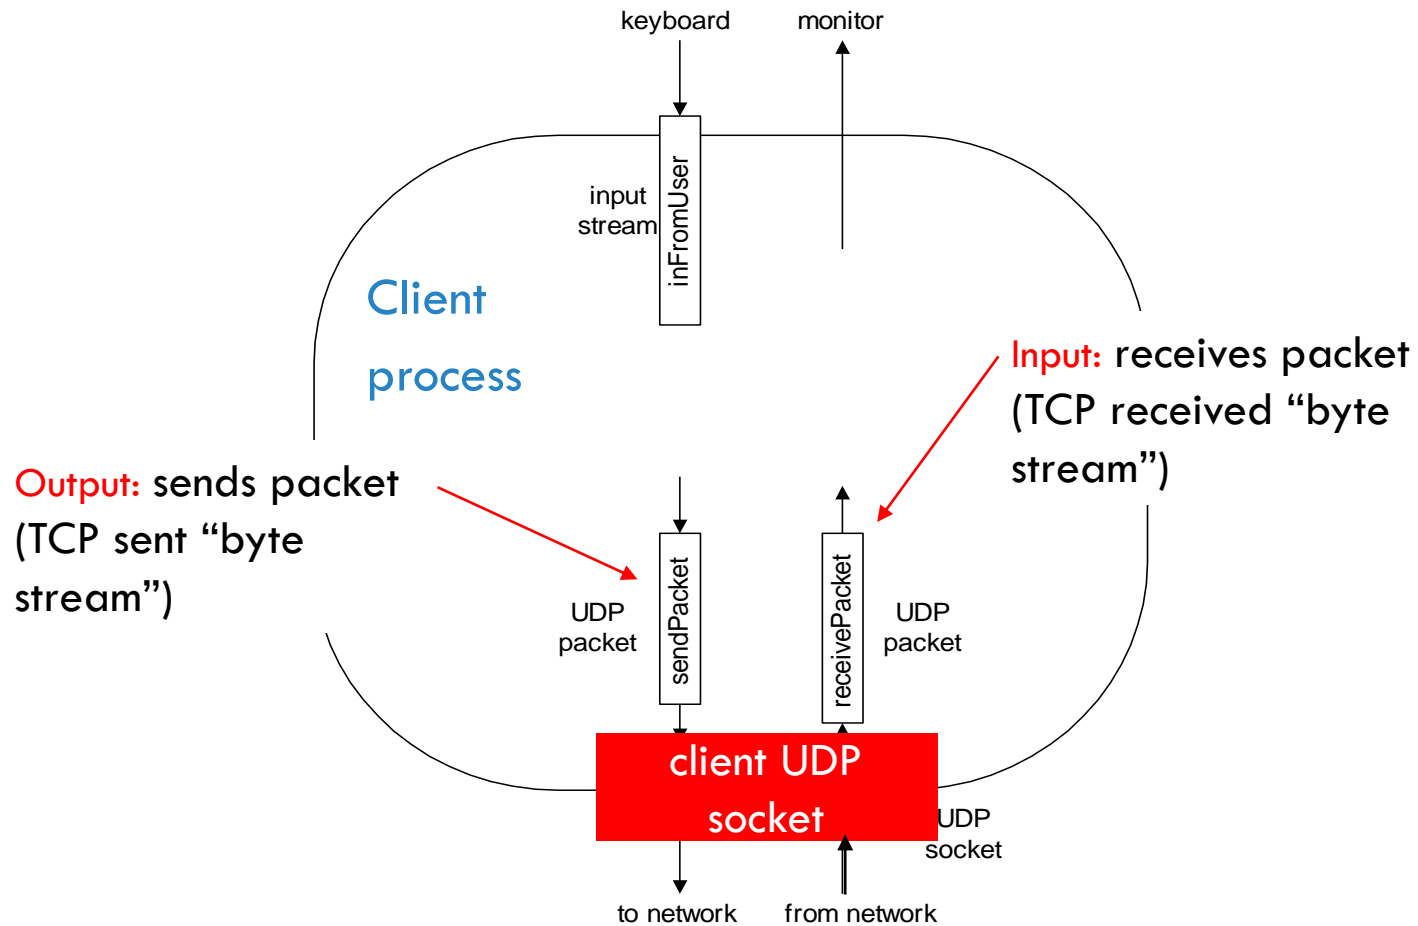 keyboard
monitor
input
stream
inFromUser
Client
process
Input: receives packet
(TCP received “byte
stream”)
Output: sends packet
(TCP sent “byte
stream”)
UDP
packet
sendPacket
receivePacket
UDP
packet
client UDP
socket
UDP
socket
to network
from network